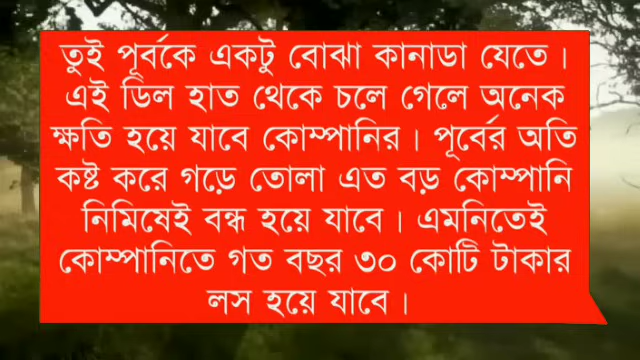 তুই পূর্বকে একটু বোঝা কানাডা যেতে।
এই ডিল হাত থেকে চলে গেলে অনেক
ক্ষতি হয়ে যাবে কোম্পানির। পূর্বের অতি
কষ্ট করে গড়ে তোলা এত বড় কোম্পানি
নিমিষেই বন্ধ হয়ে যাবে। এমনিতেই
কোম্পানিতে গত বছর ৩০ কোটি টাকার
লস হয়ে যাবে।